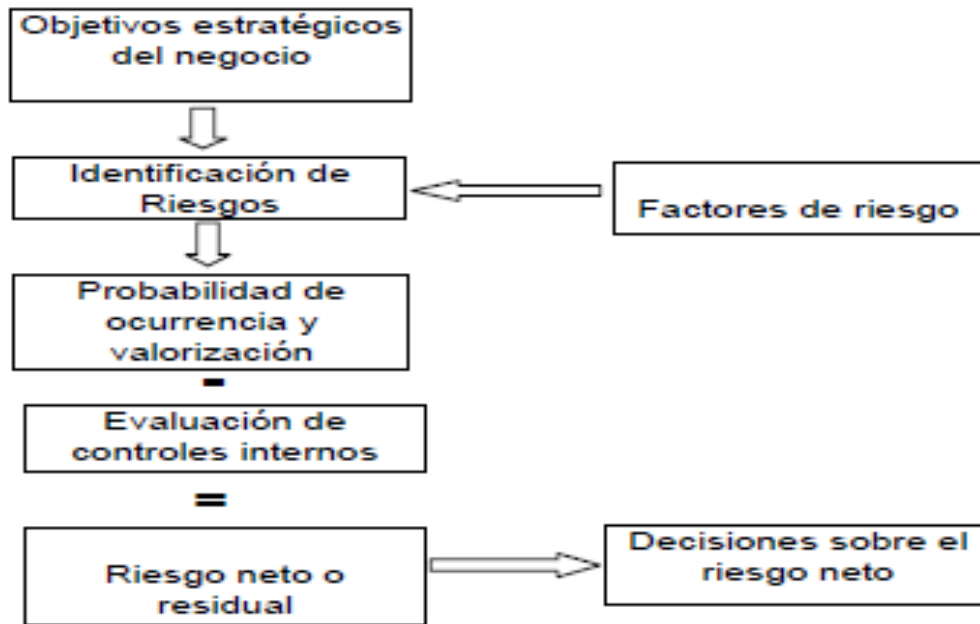 Objetivos estratégicos
del negocio
Identificación de
Riesgos
Factores de riesgo
Probabilidad de
ocurrencia y
valorización
-
Evaluación de
controles internos
=
Riesgo neto o
residual
Decisiones sobre el
riesgo neto